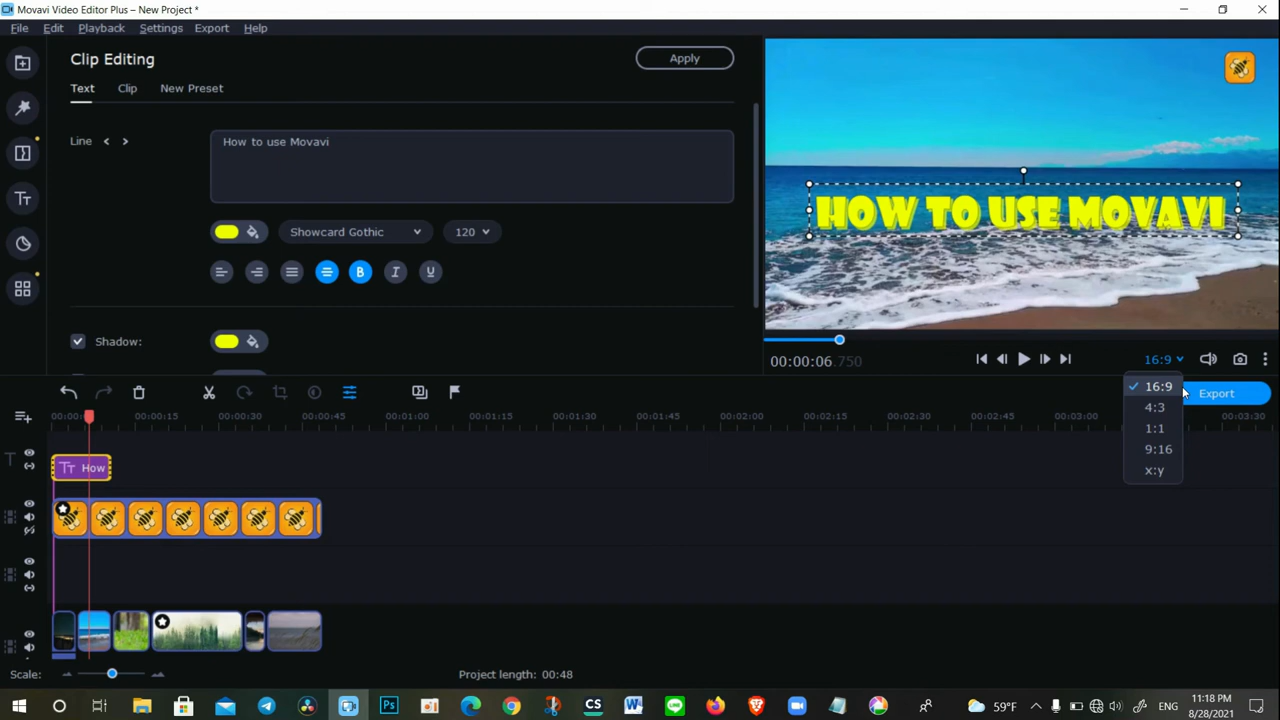 Movavi Video Editor Plus – New Project *
File Edit Playback Settings Export Help
Clip Editing
Apply
Text Clip New Preset
Line
How to use Movavi
Showcard Gothic
120
B I U
Shadow:
HOW TO USE MOVAVI
00:00:06.750
16:9
16:9
4:3
1:1
9:16
x:y
Export
00:00:15 00:00:30 00:00:45 00:01:00 00:01:15 00:01:30 00:01:45 00:02:00 00:02:15 00:02:30 00:02:45 00:03:00 00:03:30
Tт How
Scale:
Project length: 00:48
Ps
CS
W
LINE
59°F
ENG
11:18 PM
8/28/2021